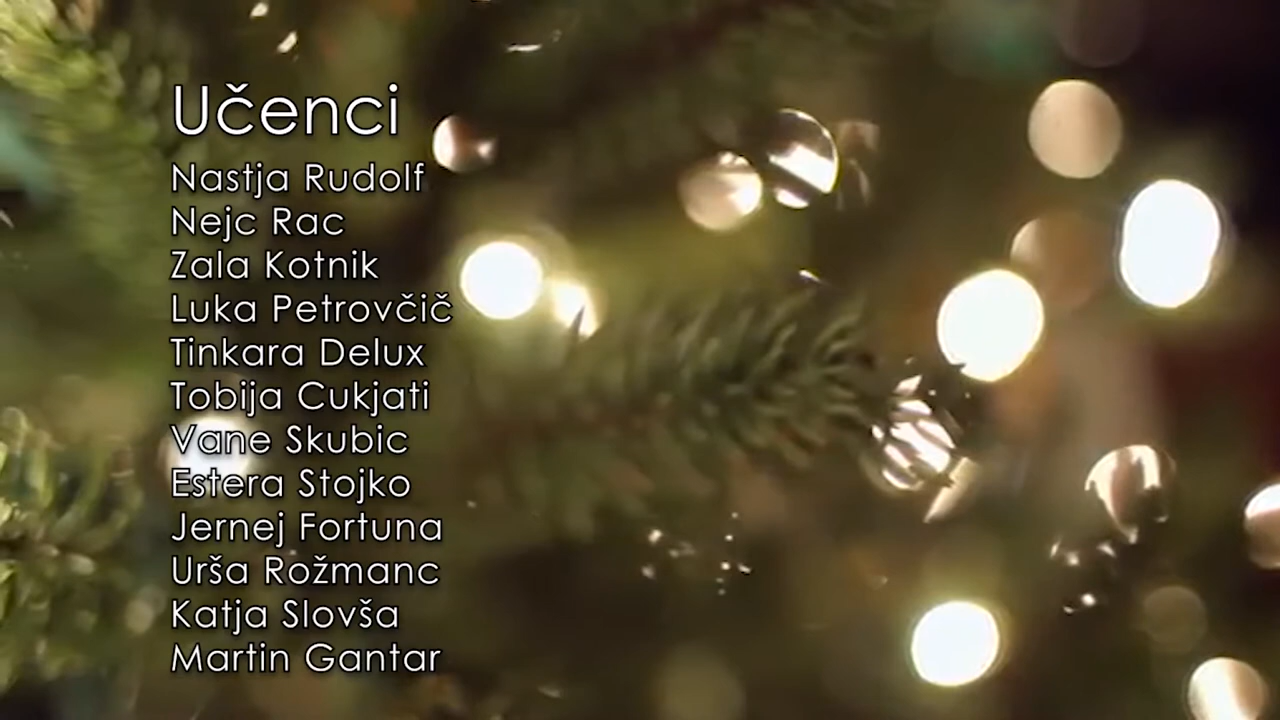 Učenci
Nastja Rudolf
Nejc Rac
Zala Kotnik
Luka Petrovčič
Tinkara Delux
Tobija Cukjati
Vane Skubic
Estera Stojko
Jernej Fortuna
Urša Rožmanc
Katja Slovša
Martin Gantar